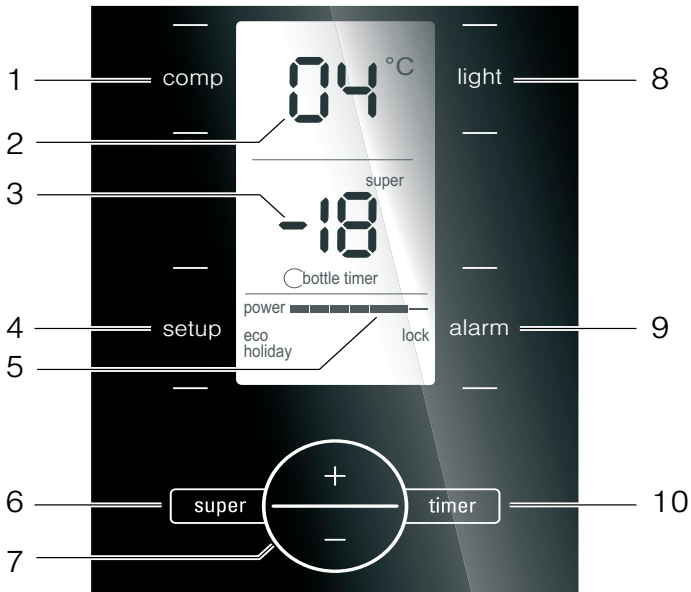 1 comp 04 °C light 8
2
3 super
-18
bottle timer
power
4 setup eco lock alarm 9
holiday
5
+
6 super timer 10
−
7